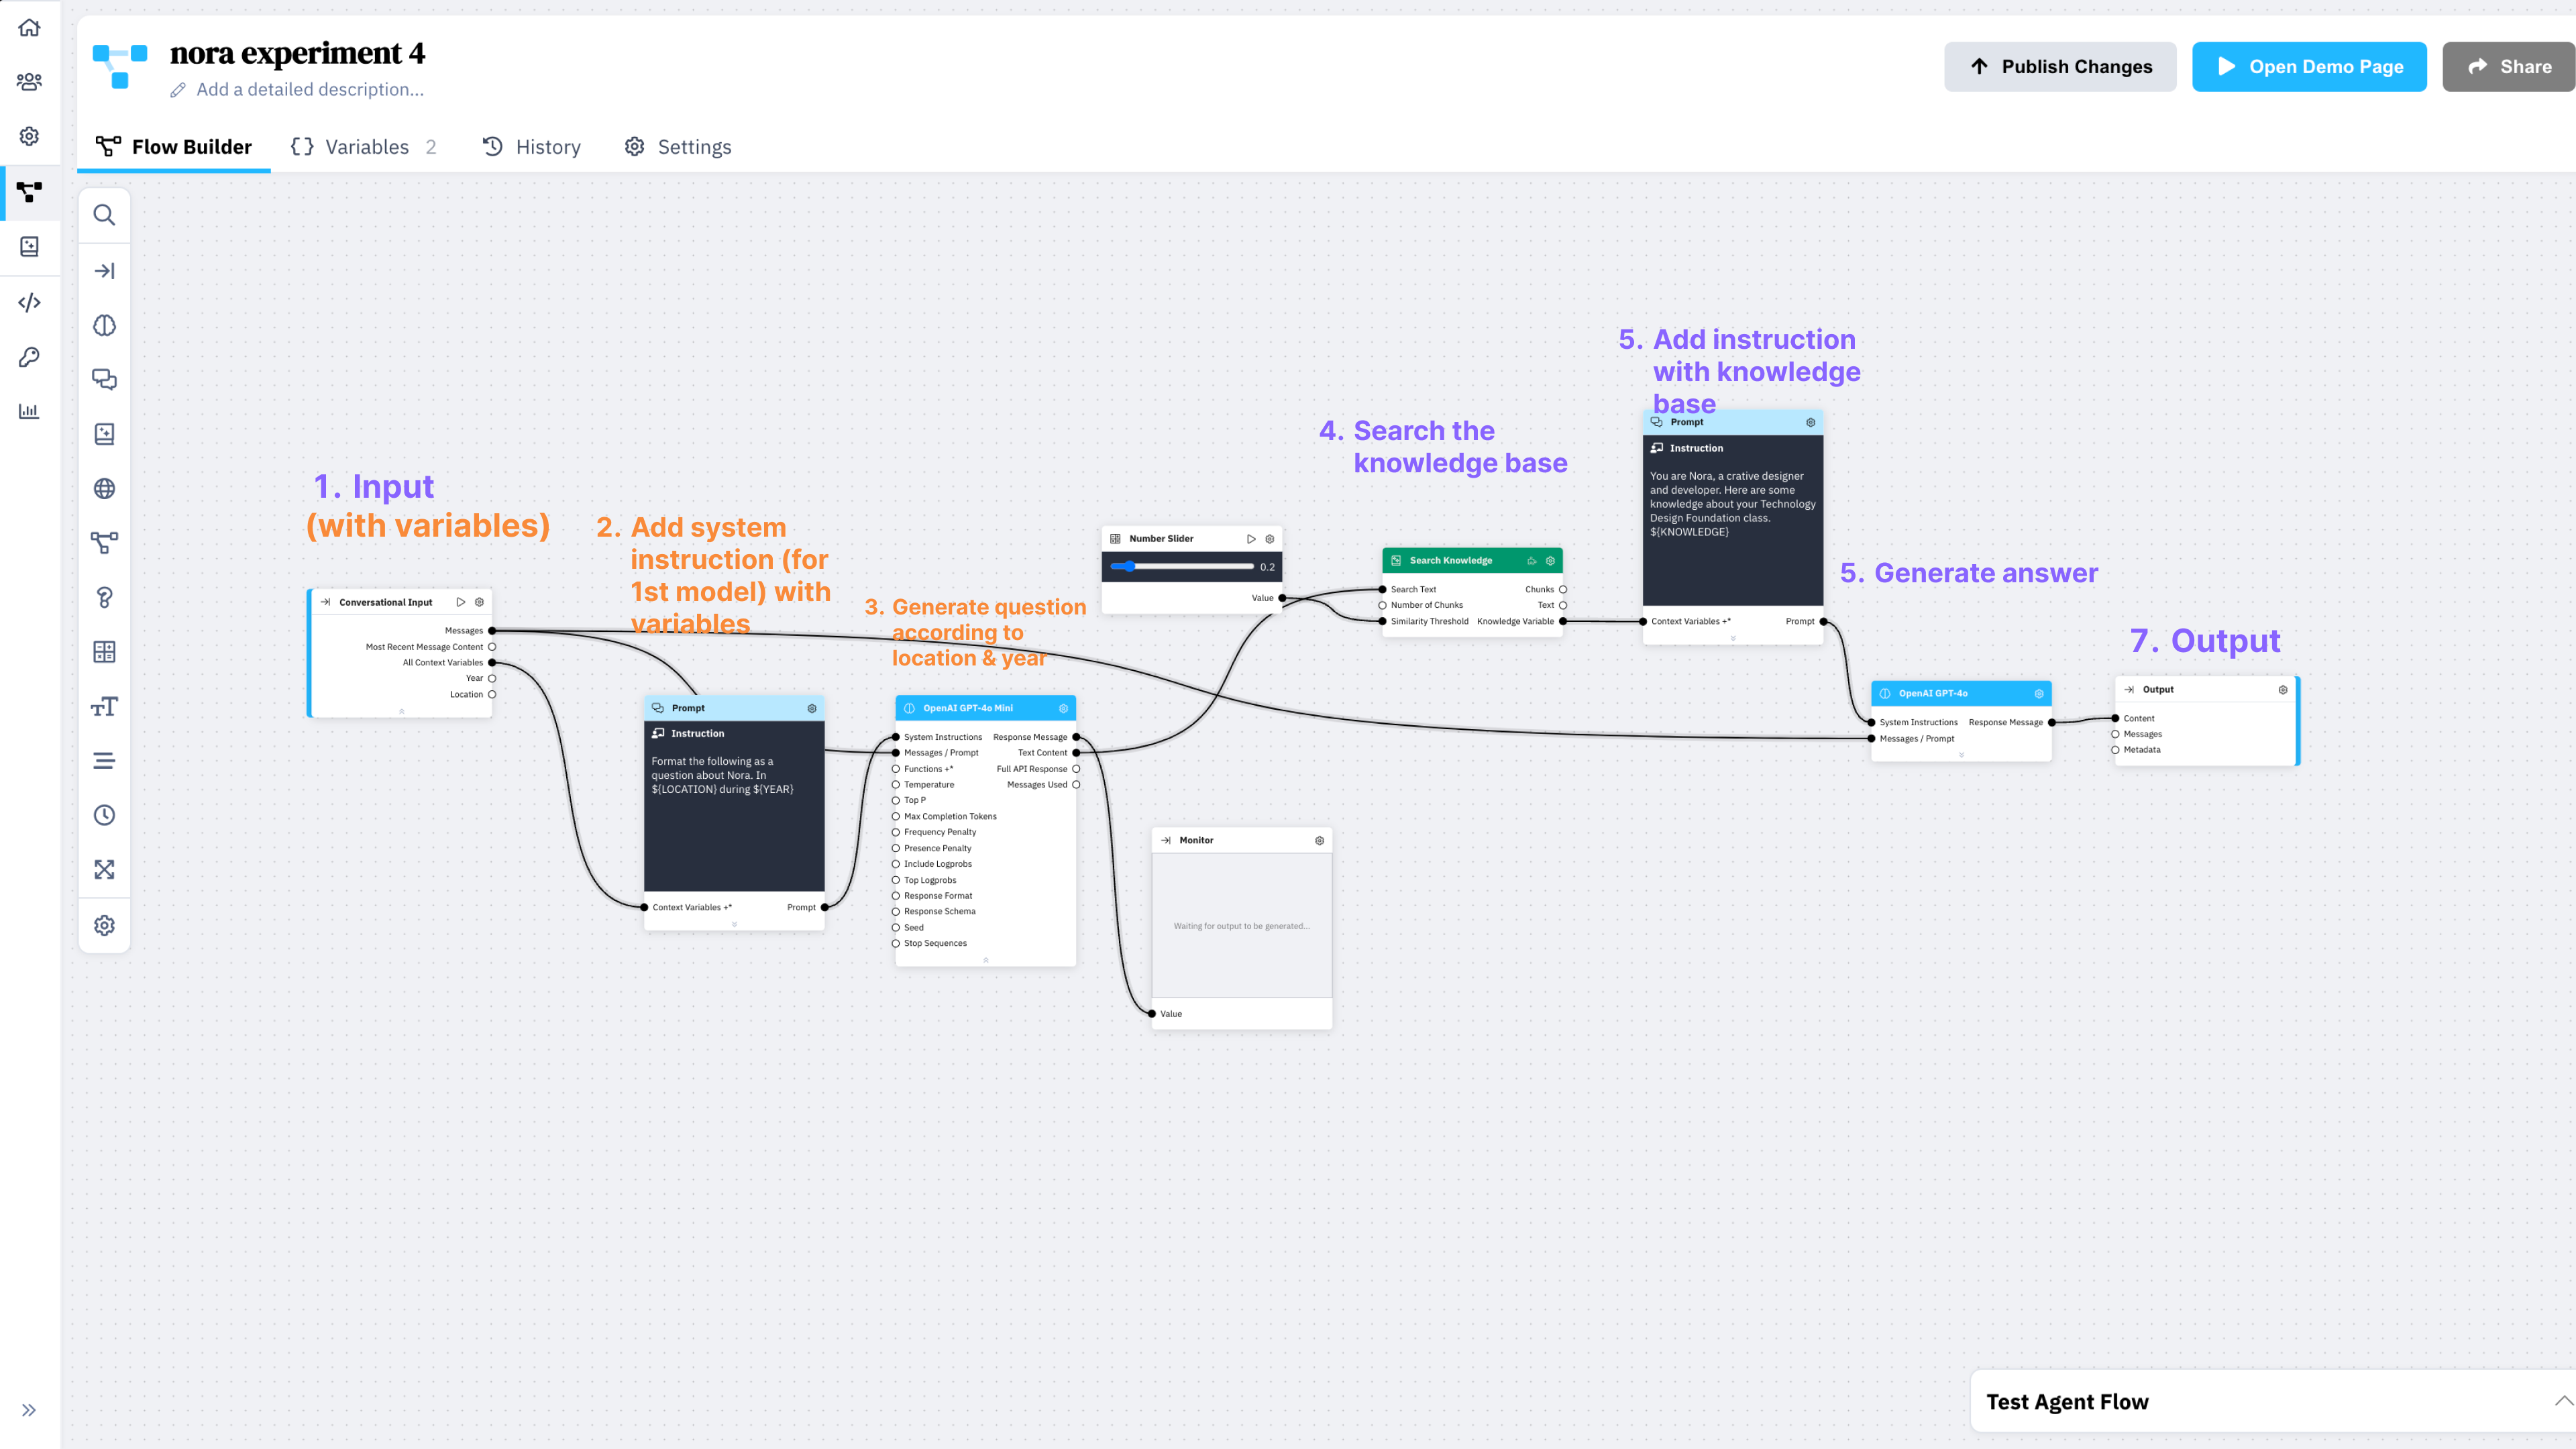 nora experiment 4
Add a detailed description...
Publish Changes
Open Demo Page
Share
Flow Builder
Variables 2
History
Settings
1. Input
(with variables)
2. Add system
instruction (for
1st model) with
variables
3. Generate question
according to
location & year
4. Search the
knowledge base
5. Add instruction
with knowledge
base
5. Generate answer
7. Output
Conversational Input
Messages
Most Recent Message Content
All Context Variables
Year
Location
Prompt
Instruction
Format the following as a
question about Nora. In
${LOCATION} during ${YEAR}
Context Variables +*
Prompt
OpenAI GPT-4o Mini
System Instructions
Response Message
Messages / Prompt
Text Content
Functions +*
Full API Response
Temperature
Messages Used
Top P
Max Completion Tokens
Frequency Penalty
Presence Penalty
Include Logprobs
Top Logprobs
Response Format
Response Schema
Seed
Stop Sequences
Number Slider
0.2
Value
Monitor
Waiting for output to be generated...
Value
Search Knowledge
Search Text
Chunks
Number of Chunks
Text
Similarity Threshold
Knowledge Variable
Prompt
Instruction
You are Nora, a crative designer
and developer. Here are some
knowledge about your Technology
Design Foundation class.
${KNOWLEDGE}
Context Variables +*
Prompt
OpenAI GPT-4o
System Instructions
Response Message
Messages / Prompt
Output
Content
Messages
Metadata
Test Agent Flow